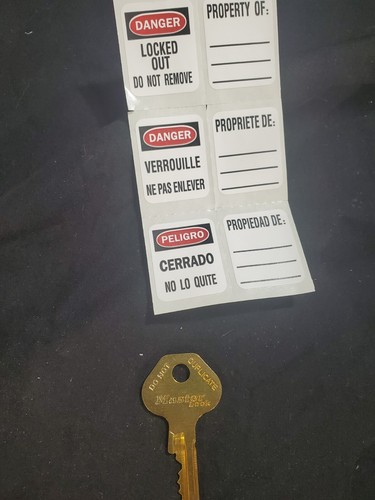 DANGER
LOCKED
OUT
DO NOT REMOVE
PROPERTY OF:
DANGER
VERROUILLE
NE PAS ENLEVER
PROPRIETE DE:
PELIGRO
CERRADO
NO LO QUITE
PROPIEDAD DE:
DO NOT DUPLICATE
Master
Lock